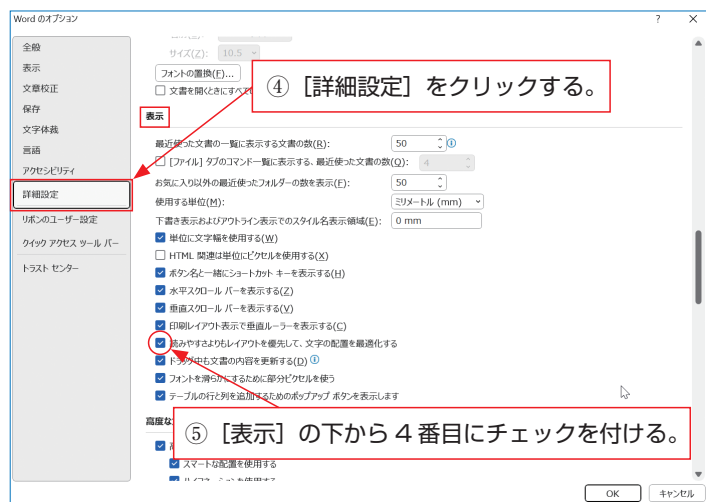 Word のオプション
? ×
全般
表示
文章校正
保存
文字体裁
言語
アクセシビリティ
詳細設定
リボンのユーザー設定
クイック アクセス ツール バー
トラスト センター
サイズ(Z): 10.5
フォントの置換(F)...
文書を開くときにすべて
④［詳細設定］をクリックする。
表示
最近使った文書の一覧に表示する文書の数(R): 50
[ファイル] タブのコマンド一覧に表示する、最近使った文書の数(Q): 4
お気に入り以外の最近使ったフォルダーの数を表示(F): 50
使用する単位(M): ミリメートル (mm)
下書き表示およびアウトライン表示でのスタイル名表示領域(E): 0 mm
単位に文字幅を使用する(W)
HTML 関連は単位にピクセルを使用する(X)
ボタン名と一緒にショートカット キーを表示する(H)
水平スクロール バーを表示する(Z)
垂直スクロール バーを表示する(V)
印刷レイアウト表示で垂直ルーラーを表示する(C)
読みやすさよりもレイアウトを優先して、文字の配置を最適化する
ドラッグ中も文書の内容を更新する(D)
フォントを滑らかにするために部分ピクセルを使う
テーブルの行と列を追加するためのポップアップ ボタンを表示します
高度な
⑤［表示］の下から４番目にチェックを付ける。
スマートな配置を使用する
OK キャンセル